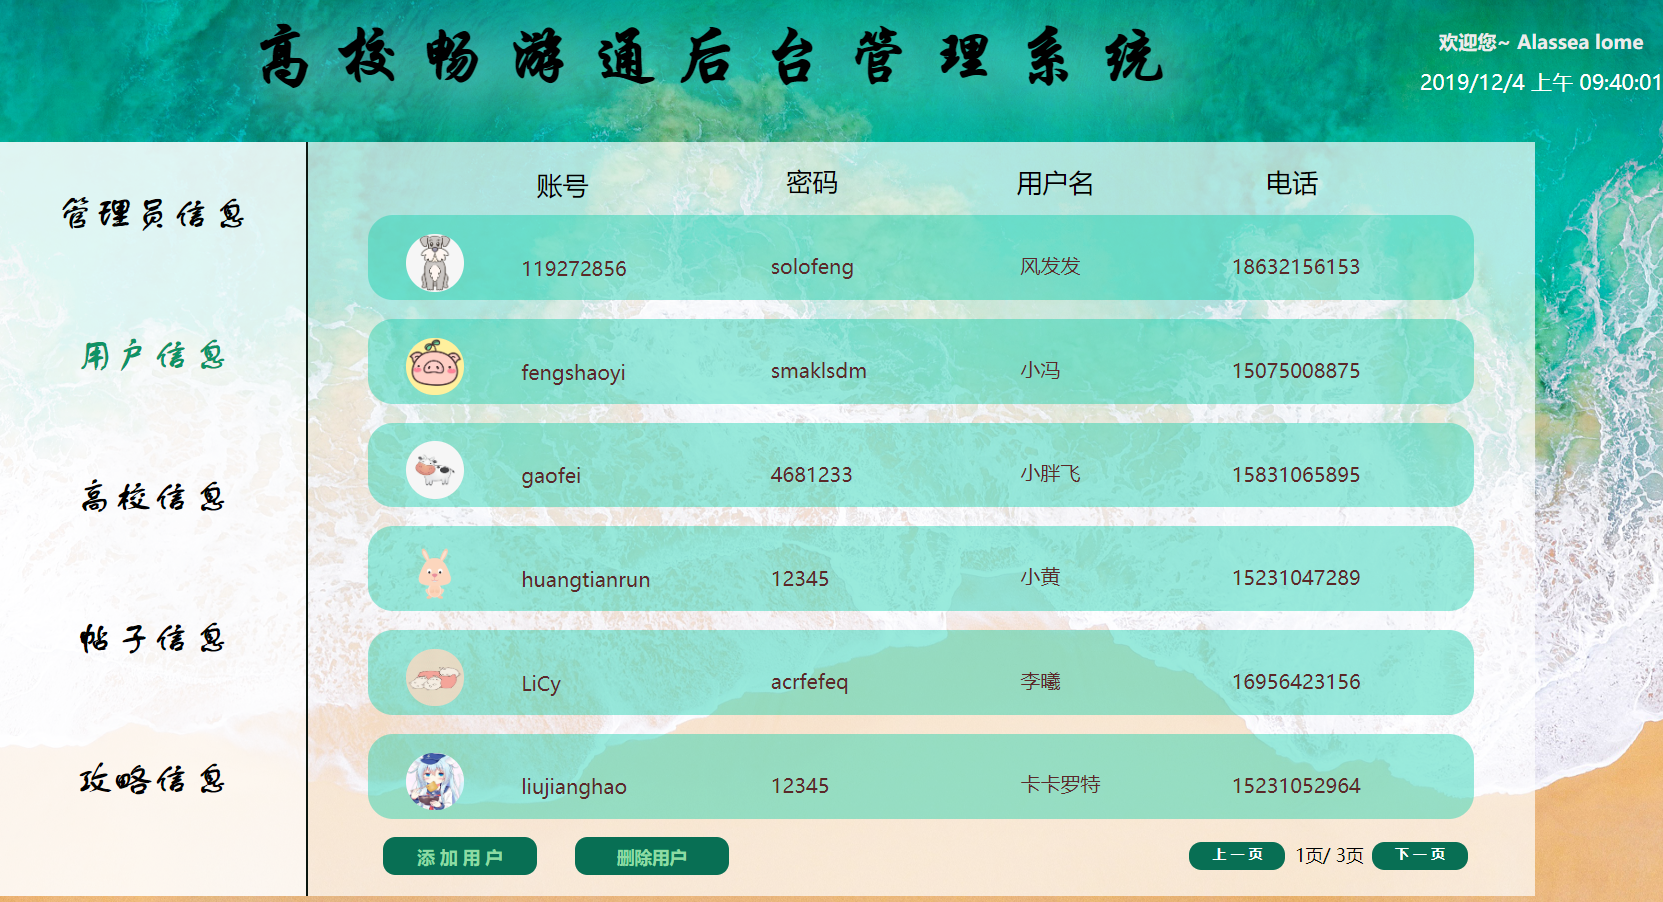 高校畅游通后台管理系统
欢迎您~ Alassea lome
2019/12/4 上午 09:40:01
管理员信息
用户信息
高校信息
帖子信息
攻略信息
账号 密码 用户名 电话
119272856 solofeng 风发发 18632156153
fengshaoyi smaklsdm 小冯 15075008875
gaofei 4681233 小胖飞 15831065895
huangtianrun 12345 小黄 15231047289
LiCy acrfefeq 李曦 16956423156
liujianghao 12345 卡卡罗特 15231052964
添加用户 删除用户 上一页 1页/ 3页 下一页